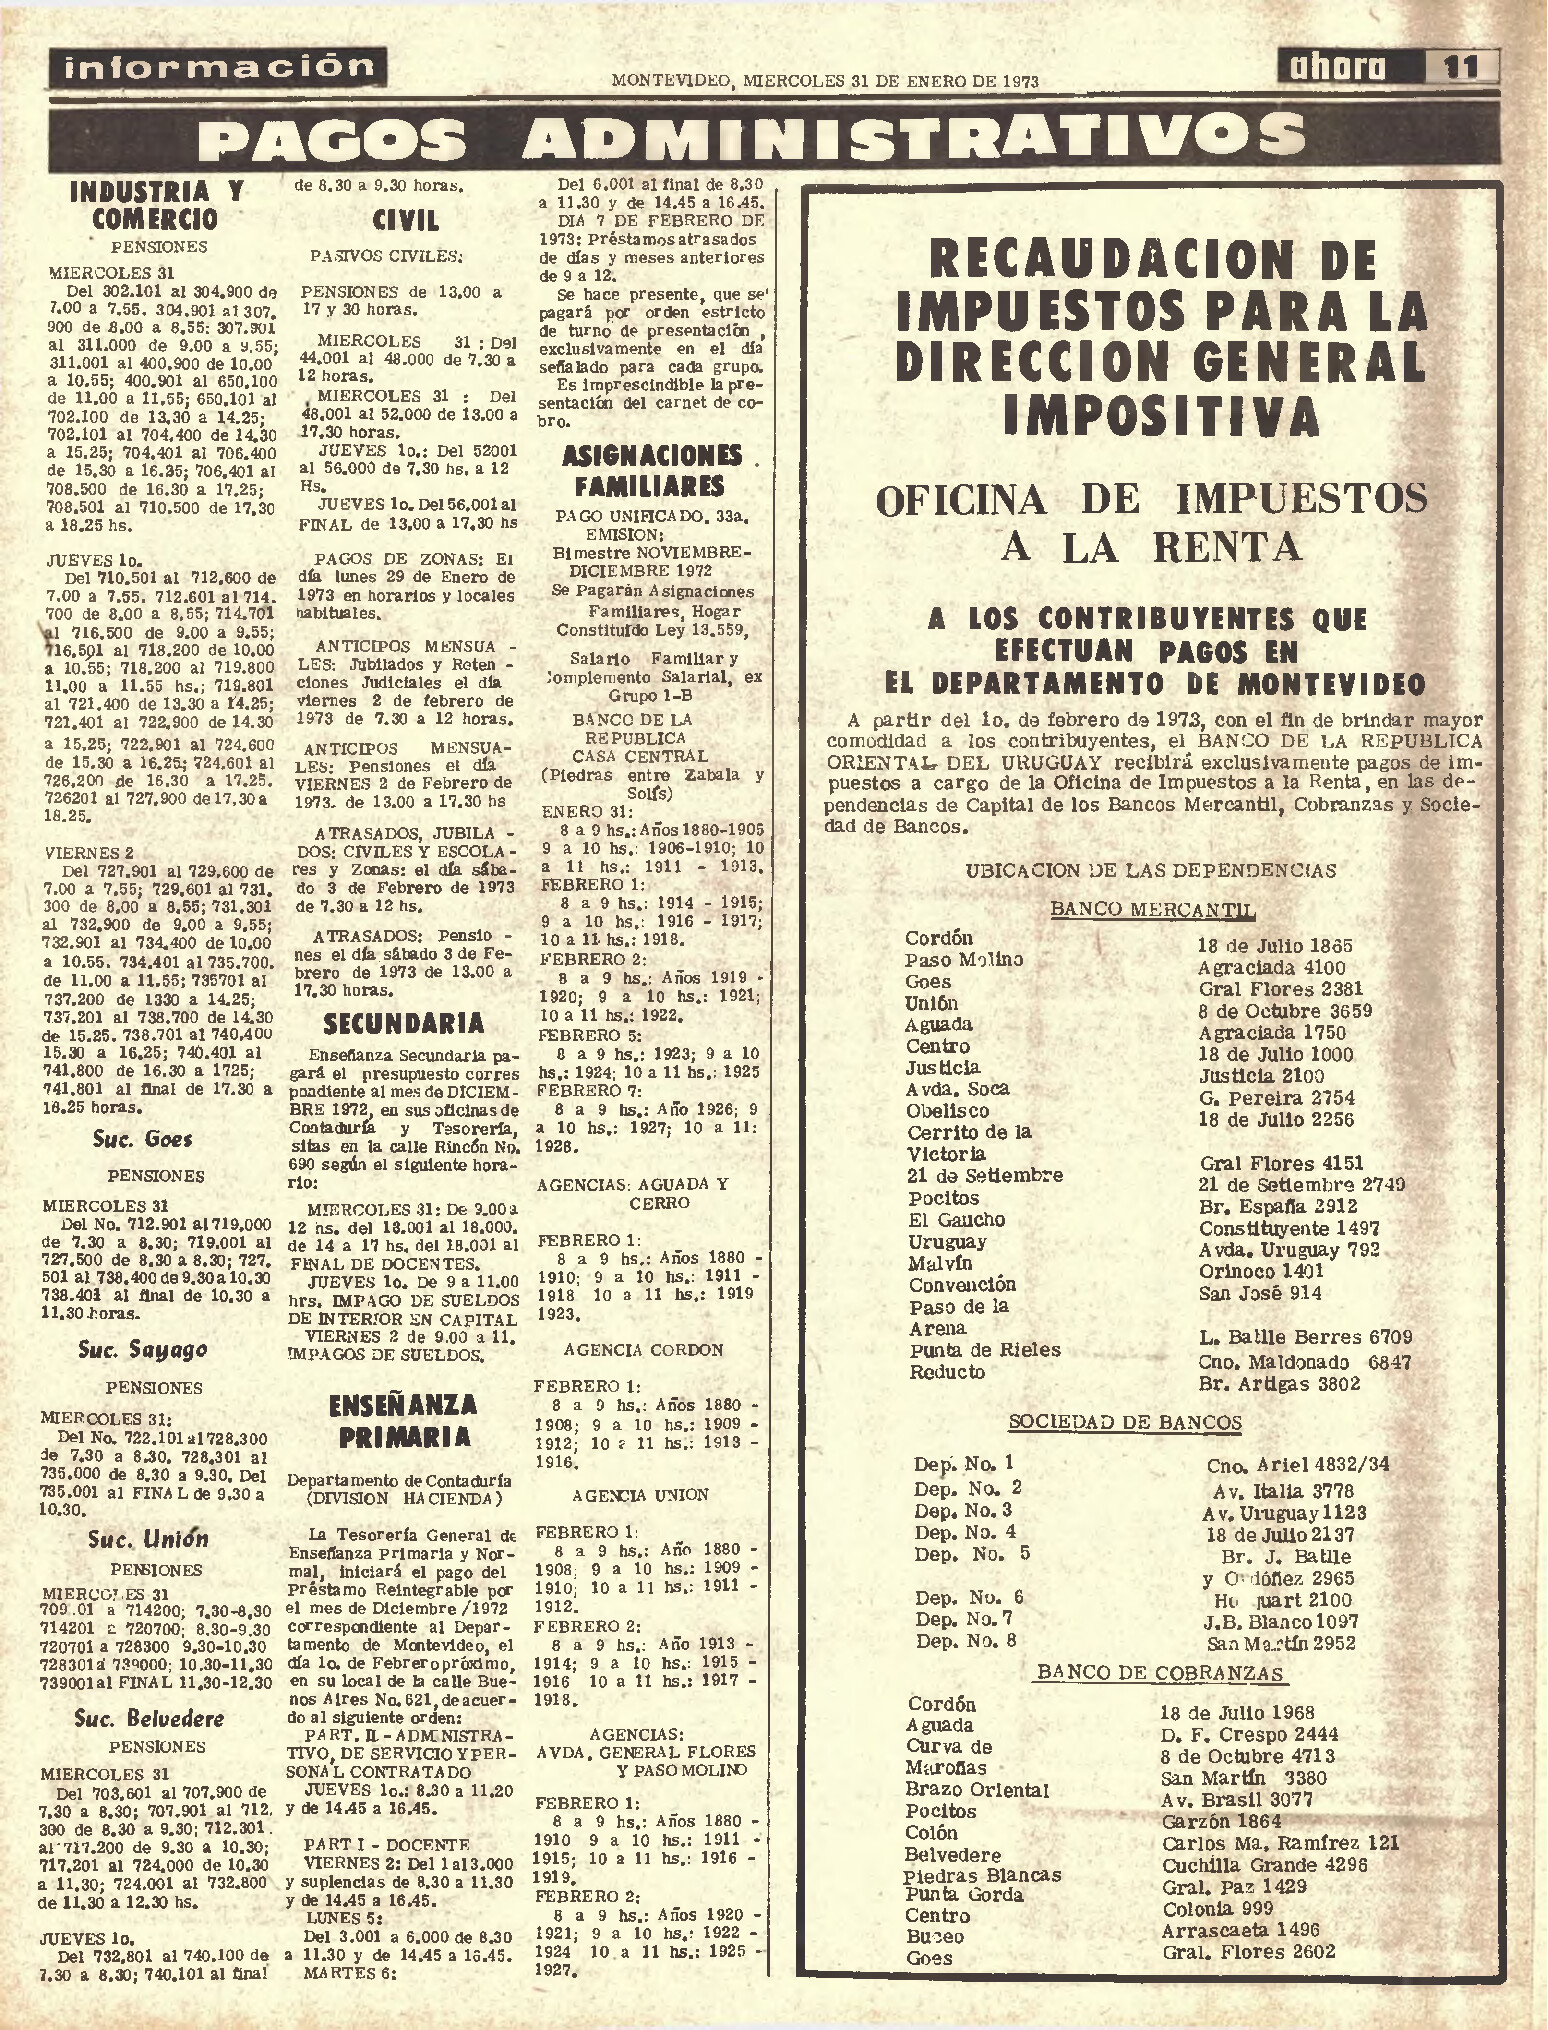 información
MONTEVIDEO, MIERCOLES 31 DE ENERO DE 1973
ahora 11
PAGOS ADMINISTRATIVOS
INDUSTRIA Y
COMERCIO
PENSIONES
MIERCOLES 31
Del 302.101 al 304.900 de
7.00 a 7.55. 304.901 al 307.
900 de 8.00 a 8,55: 307.901
al 311.000 de 9.00 a 9.55;
311.001 al 400.900 de 10.00
a 10.55; 400.901 al 650.100
de 11.00 a 11.55; 650.101 al
702.100 de 13.30 a 14.25;
702.101 al 704.400 de 14.30
a 15.25; 704.401 al 706.400
de 15.30 a 16.25; 706.401 al
708.500 de 16.30 a 17.25;
708.501 al 710.500 de 17.30
a 18.25 hs.
JUEVES 1o.
Del 710.501 al 712.600 de
7.00 a 7.55. 712.601 al 714.
700 de 8.00 a 8.55; 714.701
al 716.500 de 9.00 a 9.55;
716.501 al 718.200 de 10.00
a 10.55; 718.200 al 719.800
11.00 a 11.55 hs.; 719.801
al 721.400 de 13.30 a 14.25;
721.401 al 722.900 de 14.30
a 15.25; 722.901 al 724.600
de 15.30 a 16.25; 724.601 al
726.200 de 16.30 a 17.25.
726201 al 727.900 de 17.30 a
18.25.
VIERNES 2
Del 727.901 al 729.600 de
7.00 a 7.55; 729.601 al 731.
300 de 8.00 a 8.55; 731.301
al 732.900 de 9.00 a 9.55;
732.901 al 734.400 de 10.00
a 10.55. 734.401 al 735.700.
de 11.00 a 11.55; 735701 al
737.200 de 1330 a 14.25;
737.201 al 738.700 de 14.30
de 15.25. 738.701 al 740.400
15.30 a 16.25; 740.401 al
741.800 de 16.30 a 1725;
741.801 al final de 17.30 a
18.25 horas.
Suc. Goes
PENSIONES
MIERCOLES 31
Del No. 712.901 al 719.000
de 7.30 a 8.30; 719.001 al
727.500 de 8.30 a 8.30; 727.
501 al 738.400 de 9.30 a 10.30
738.401 al final de 10.30 a
11.30 horas.
Suc. Sayago
PENSIONES
MIERCOLES 31:
Del No. 722.101 al 728.300
de 7.30 a 8.30. 728.301 al
735.000 de 8.30 a 9.30. Del
735.001 al FINAL de 9.30 a
10.30.
Suc. Unión
PENSIONES
MIERCOLES 31
709.01 a 714200; 7.30-8.30
714201 a 720700; 8.30-9.30
720701 a 728300 9.30-10.30
728301 a 739000; 10.30-11.30
739001 al FINAL 11.30-12.30
Suc. Belvedere
PENSIONES
MIERCOLES 31
Del 703.601 al 707.900 de
7.30 a 8.30; 707.901 al 712.
300 de 8.30 a 9.30; 712.301.
al 717.200 de 9.30 a 10.30;
717.201 al 724.000 de 10.30
a 11.30; 724.001 al 732.800
de 11.30 a 12.30 hs.
JUEVES 1o.
Del 732.801 al 740.100 de
7.30 a 8.30; 740.101 al final
de 8.30 a 9.30 horas.
CIVIL
PASIVOS CIVILES:
PENSIONES de 13.00 a
17 y 30 horas.
MIERCOLES 31 : Del
44.001 al 48.000 de 7.30 a
12 horas.
MIERCOLES 31 : Del
48.001 al 52.000 de 13.00 a
17.30 horas.
JUEVES 1o.: Del 52001
al 56.000 de 7.30 hs. a 12
Hs.
JUEVES 1o. Del 56.001 al
FINAL de 13.00 a 17.30 hs
PAGOS DE ZONAS: El
día lunes 29 de Enero de
1973 en horarios y locales
habituales.
ANTICIPOS MENSUA -
LES: Jubilados y Reten -
ciones Judiciales el día
viernes 2 de febrero de
1973 de 7.30 a 12 horas.
ANTICIPOS MENSUA-
LES: Pensiones el día
VIERNES 2 de Febrero de
1973. de 13.00 a 17.30 hs
ATRASADOS, JUBILA -
DOS: CIVILES Y ESCOLA -
res y Zonas: el día sába-
do 3 de Febrero de 1973
de 7.30 a 12 hs.
ATRASADOS: Pensio -
nes el día sábado 3 de Fe-
brero de 1973 de 13.00 a
17.30 horas.
SECUNDARIA
Enseñanza Secundaria pa-
gará el presupuesto corres
pondiente al mes de DICIEM-
BRE 1972, en sus oficinas de
Contaduría y Tesorería,
sitas en la calle Rincón No.
690 según el siguiente hora-
rio:
MIERCOLES 31: De 9.00 a
12 hs. del 13.001 al 18.000.
de 14 a 17 hs. del 18.001 al
FINAL DE DOCENTES.
JUEVES 1o. De 9 a 11.00
hrs. IMPAGO DE SUELDOS
DE INTERIOR EN CAPITAL
VIERNES 2 de 9.00 a 11.
IMPAGOS DE SUELDOS.
ENSEÑANZA
PRIMARIA
Departamento de Contaduría
(DIVISION HACIENDA)
La Tesorería General de
Enseñanza Primaria y Nor-
mal, iniciará el pago del
Préstamo Reintegrable por
el mes de Diciembre /1972
correspondiente al Depar-
tamento de Montevideo, el
día 1o. de Febrero próximo,
en su local de la calle Bue-
nos Aires No. 621, de acuer-
do al siguiente orden:
PART. II - ADMINISTRA-
TIVO, DE SERVICIO Y PER-
SONAL CONTRATADO
JUEVES 1o.: 8.30 a 11.20
y de 14.45 a 16.45.
PART I - DOCENTE
VIERNES 2: Del 1 al 3.000
y suplencias de 8.30 a 11.30
y de 14.45 a 16.45.
LUNES 5:
Del 3.001 a 6.000 de 8.30
a 11.30 y de 14.45 a 16.45.
MARTES 6:
Del 6.001 al final de 8.30
a 11.30 y de 14.45 a 16.45.
DIA 7 DE FEBRERO DE
1973: Préstamos atrasados
de días y meses anteriores
de 9 a 12.
Se hace presente, que se
pagará por orden estricto
de turno de presentación ,
exclusivamente en el día
señalado para cada grupo.
Es imprescindible la pre-
sentación del carnet de co-
bro.
ASIGNACIONES
FAMILIARES
PAGO UNIFICADO. 33a.
EMISION;
Bimestre NOVIEMBRE-
DICIEMBRE 1972
Se Pagarán Asignaciones
Familiares, Hogar
Constituído Ley 13.559,
Salario Familiar y
Complemento Salarial, ex
Grupo 1-B
BANCO DE LA
REPUBLICA
CASA CENTRAL
(Piedras entre Zabala y
Solís)
ENERO 31:
8 a 9 hs.: Años 1880-1905
9 a 10 hs.: 1906-1910; 10
a 11 hs.: 1911 - 1913.
FEBRERO 1:
8 a 9 hs.: 1914 - 1915;
9 a 10 hs.: 1916 - 1917;
10 a 11 hs.: 1918.
FEBRERO 2:
8 a 9 hs.: Años 1919 -
1920; 9 a 10 hs.: 1921;
10 a 11 hs.: 1922.
FEBRERO 5:
8 a 9 hs.: 1923; 9 a 10
hs.: 1924; 10 a 11 hs.: 1925
FEBRERO 7:
8 a 9 hs.: Año 1926; 9
a 10 hs.: 1927; 10 a 11:
1928.
AGENCIAS: AGUADA Y
CERRO
FEBRERO 1:
8 a 9 hs.: Años 1880 -
1910; 9 a 10 hs.: 1911 -
1918 10 a 11 hs.: 1919
1923.
AGENCIA CORDON
FEBRERO 1:
8 a 9 hs.: Años 1880 -
1908; 9 a 10 hs.: 1909 -
1912; 10 a 11 hs.: 1913 -
1916.
AGENCIA UNION
FEBRERO 1:
8 a 9 hs.: Año 1880 -
1908; 9 a 10 hs.: 1909 -
1910; 10 a 11 hs.: 1911 -
1912.
FEBRERO 2:
8 a 9 hs.: Año 1913 -
1914; 9 a 10 hs.: 1915 -
1916 10 a 11 hs.: 1917 -
1918.
AGENCIAS:
AVDA. GENERAL FLORES
Y PASO MOLINO
FEBRERO 1:
8 a 9 hs.: Años 1880 -
1910 9 a 10 hs.: 1911 -
1915; 10 a 11 hs.: 1916 -
1919.
FEBRERO 2:
8 a 9 hs.: Años 1920 -
1921; 9 a 10 hs.: 1922 -
1924 10 a 11 hs.: 1925 -
1927.
RECAUDACION DE
IMPUESTOS PARA LA
DIRECCION GENERAL
IMPOSITIVA
OFICINA DE IMPUESTOS
A LA RENTA
A LOS CONTRIBUYENTES QUE
EFECTUAN PAGOS EN
EL DEPARTAMENTO DE MONTEVIDEO
A partir del 1o. de febrero de 1973, con el fin de brindar mayor
comodidad a los contribuyentes, el BANCO DE LA REPUBLICA
ORIENTAL DEL URUGUAY recibirá exclusivamente pagos de im-
puestos a cargo de la Oficina de Impuestos a la Renta, en las de-
pendencias de Capital de los Bancos Mercantil, Cobranzas y Socie-
dad de Bancos.
UBICACION DE LAS DEPENDENCIAS
BANCO MERCANTIL
Cordón 18 de Julio 1865
Paso Molino Agraciada 4100
Goes Gral Flores 2381
Unión 8 de Octubre 3659
Aguada Agraciada 1750
Centro 18 de Julio 1000
Justicia Justicia 2100
Avda. Soca G. Pereira 2754
Obelisco 18 de Julio 2256
Cerrito de la
Victoria Gral Flores 4151
21 de Setiembre 21 de Setiembre 2749
Pocitos Br. España 2912
El Gaucho Constituyente 1497
Uruguay Avda. Uruguay 792
Malvín Orinoco 1401
Convención San José 914
Paso de la
Arena L. Batlle Berres 6709
Punta de Rieles Cno. Maldonado 6847
Reducto Br. Artigas 3802
SOCIEDAD DE BANCOS
Dep. No. 1 Cno. Ariel 4832/34
Dep. No. 2 Av. Italia 3778
Dep. No. 3 Av. Uruguay 1123
Dep. No. 4 18 de Julio 2137
Dep. No. 5 Br. J. Batlle
y Ordóñez 2965
Dep. No. 6 2100
Dep. No. 7 J.B. Blanco 1097
Dep. No. 8 San Martín 2952
BANCO DE COBRANZAS
Cordón 18 de Julio 1968
Aguada D. F. Crespo 2444
Curva de 8 de Octubre 4713
Maroñas San Martín 3380
Brazo Oriental Av. Brasil 3077
Pocitos Garzón 1864
Colón Carlos Ma. Ramírez 121
Belvedere Cuchilla Grande 4296
Piedras Blancas Gral. Paz 1429
Punta Gorda Colonia 999
Centro Arrascaeta 1496
Buceo Gral. Flores 2602
Goes